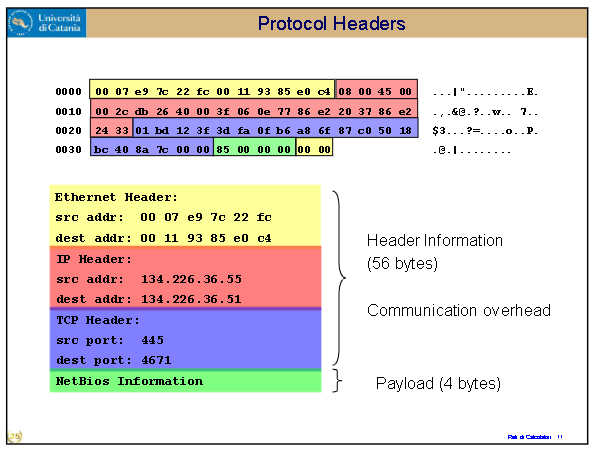 Università
di Catania
Protocol Headers
0000 00 07 e9 7c 22 fc 00 11 93 85 e0 c4 08 00 45 00 ...|".........E.
0010 00 2c db 26 40 00 3f 06 0e 77 86 e2 20 37 86 e2 .,.&@.?..w.. 7..
0020 24 33 01 bd 12 3f 3d fa 0f b6 a8 6f 87 c0 50 18 $3...?=....o..P.
0030 bc 40 8a 7c 00 00 85 00 00 00 00 00 .@.|........
Ethernet Header:
src addr: 00 07 e9 7c 22 fc
dest addr: 00 11 93 85 e0 c4
IP Header:
src addr: 134.226.36.55
dest addr: 134.226.36.51
TCP Header:
src port: 445
dest port: 4671
NetBios Information
Header Information
(56 bytes)
Communication overhead
Payload (4 bytes)
Reti di Calcolatori 11